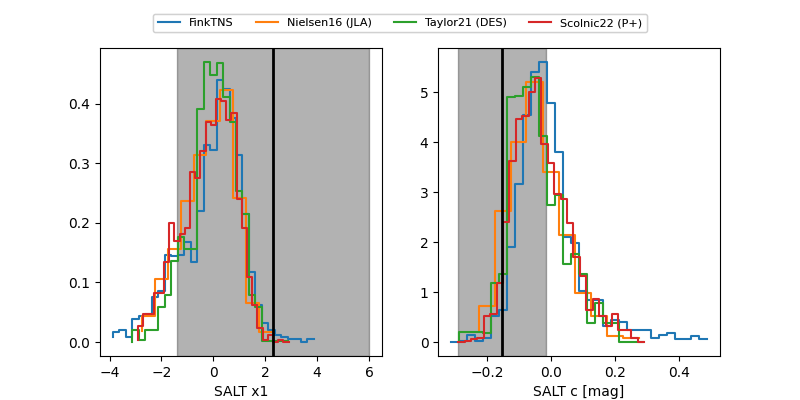 FinkTNS Nielsen16 (JLA) Taylor21 (DES) Scolnic22 (P+)
0.4
0.3
0.2
0.1
0.0
−4 −2 0 2 4 6
SALT x1
5
4
3
2
1
0
−0.2 0.0 0.2 0.4
SALT c [mag]